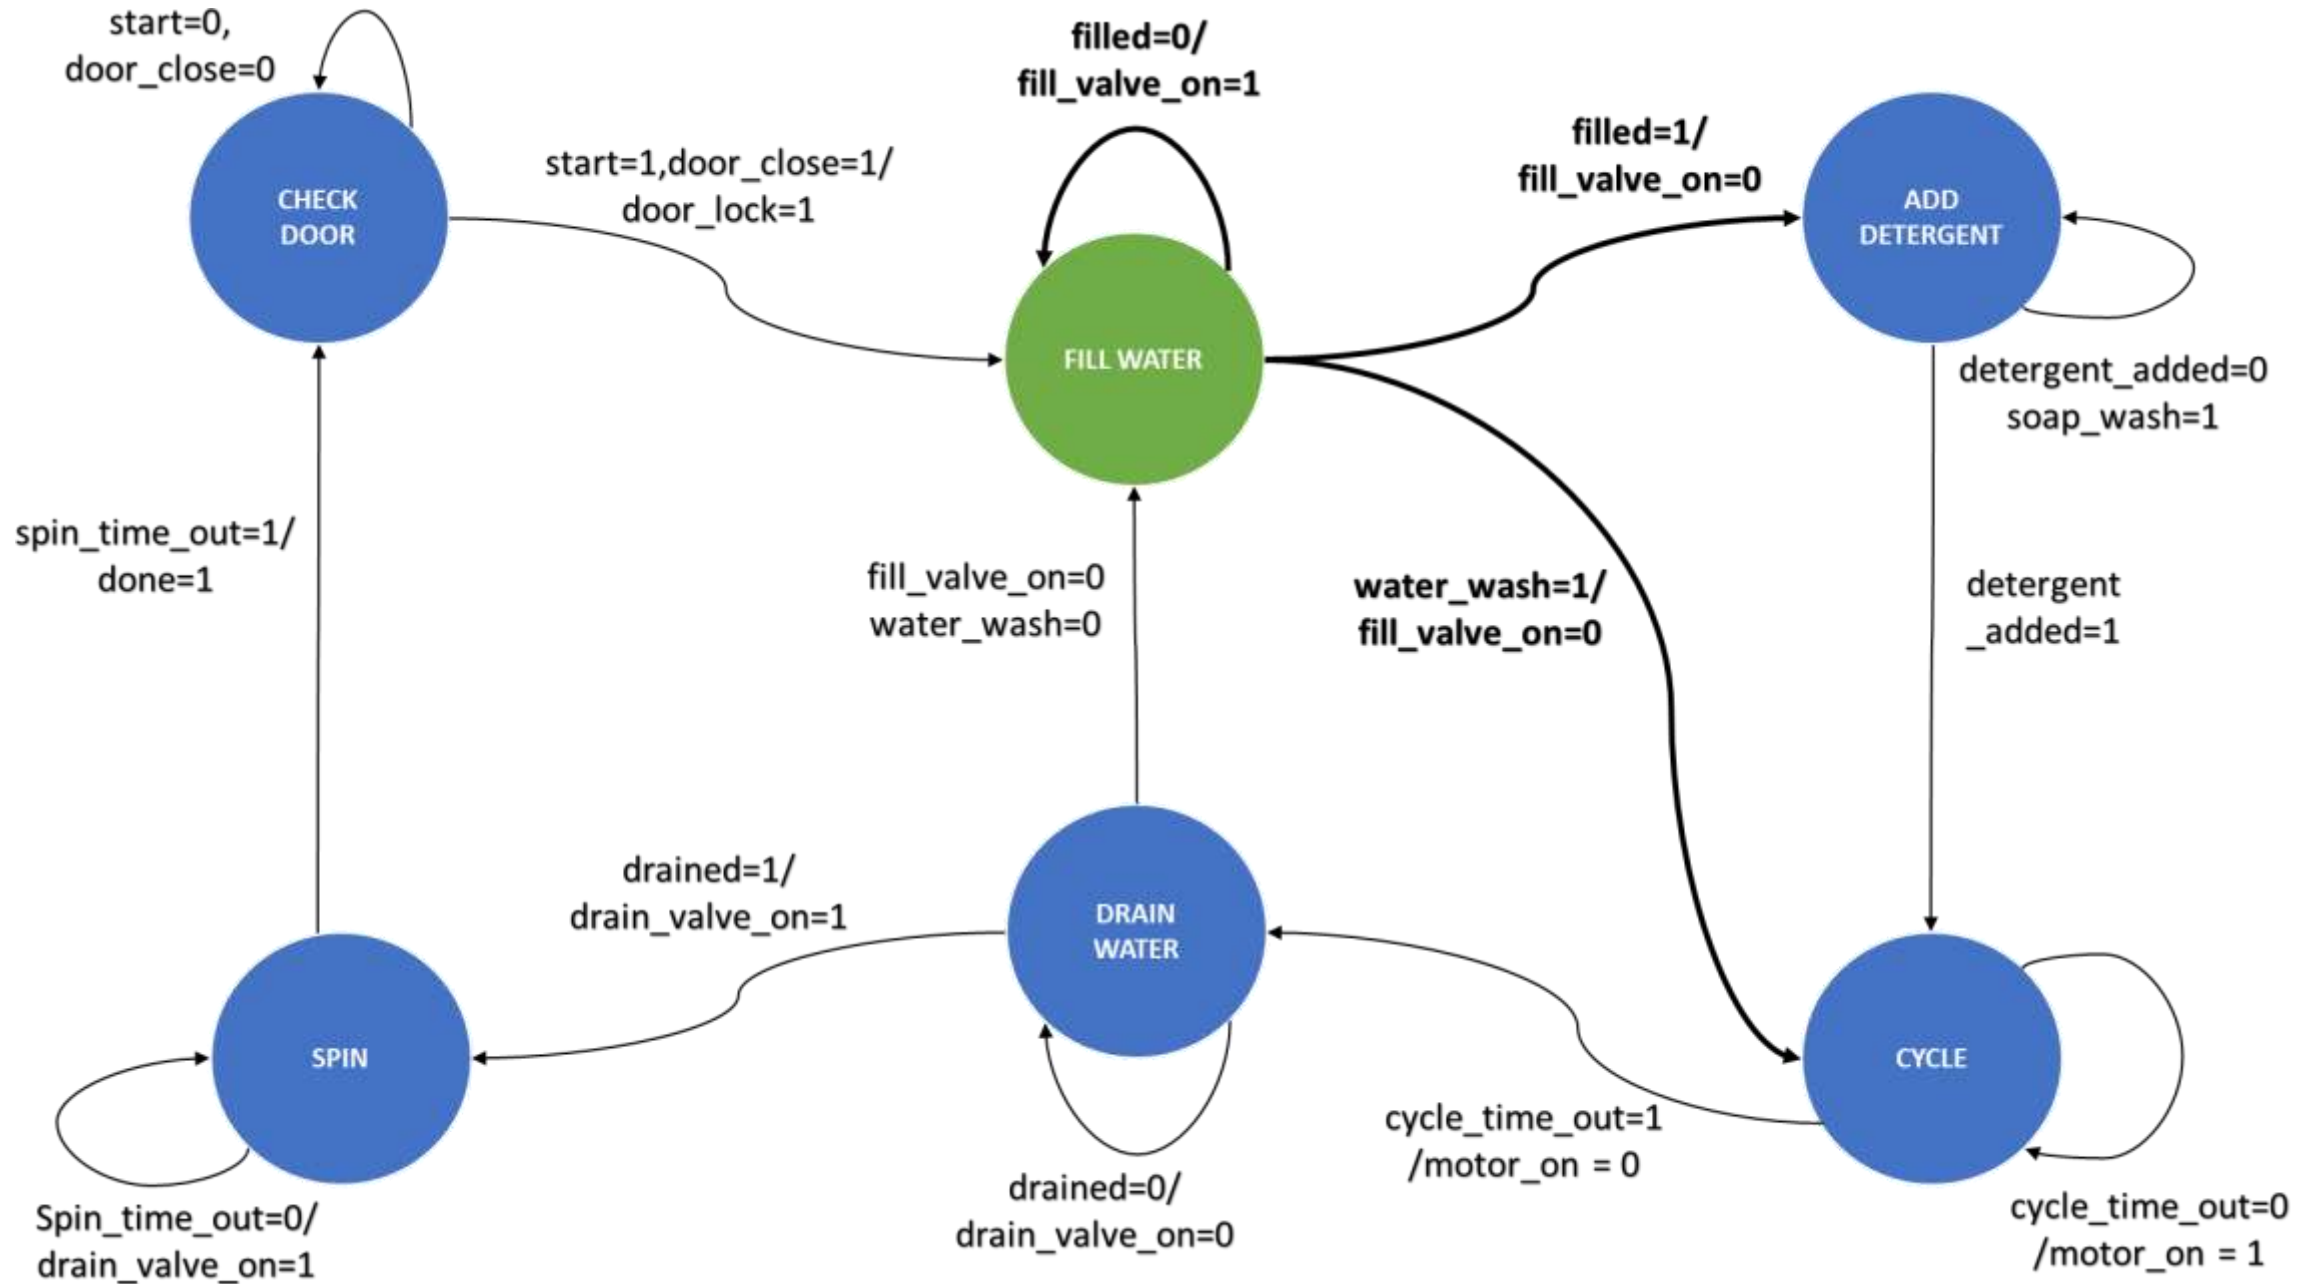 start=0,
door_close=0
filled=0/
fill_valve_on=1
filled=1/
fill_valve_on=0
start=1,door_close=1/
door_lock=1
CHECK
DOOR
ADD
DETERGENT
FILL WATER
detergent_added=0
soap_wash=1
spin_time_out=1/
done=1
fill_valve_on=0
water_wash=0
water_wash=1/
fill_valve_on=0
detergent
_added=1
drained=1/
drain_valve_on=1
DRAIN
WATER
SPIN
CYCLE
cycle_time_out=1
/motor_on = 0
drained=0/
drain_valve_on=0
Spin_time_out=0/
drain_valve_on=1
cycle_time_out=0
/motor_on = 1